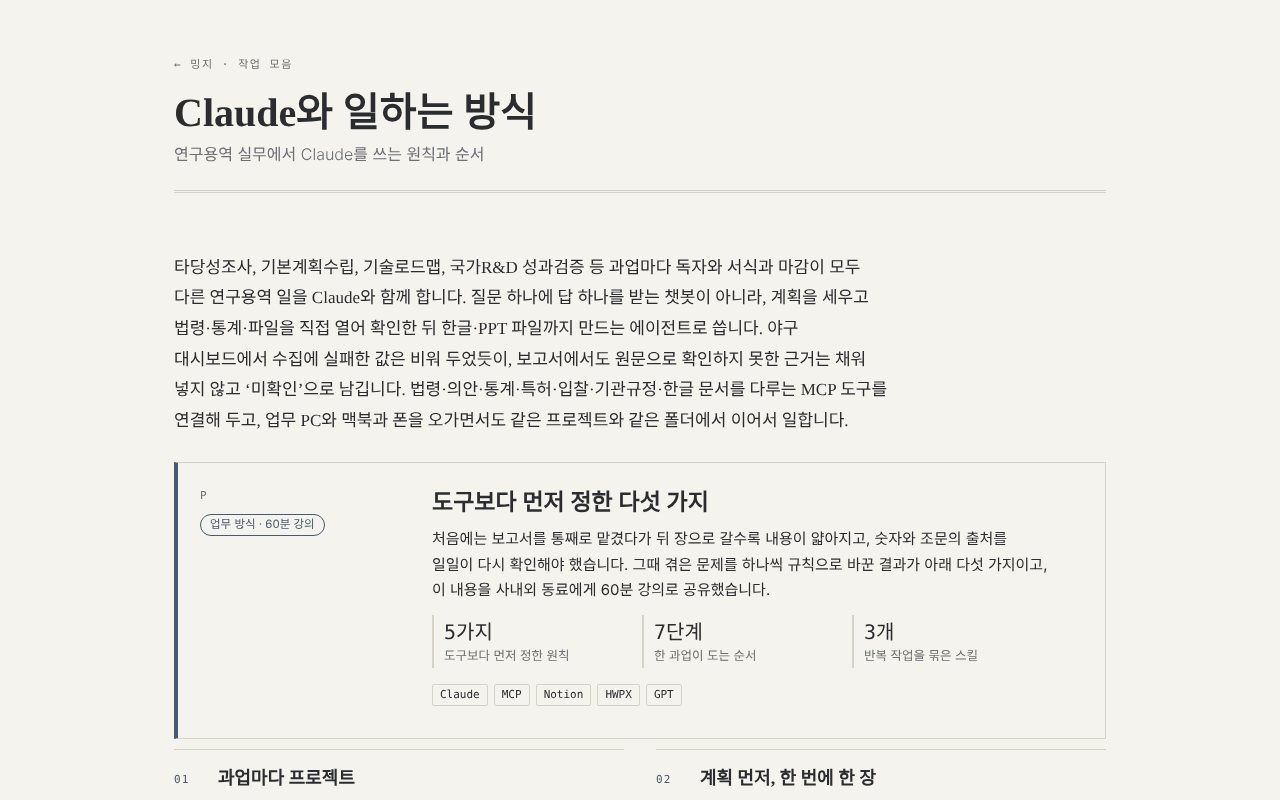 ← 밍지 · 작업 모음
Claude와 일하는 방식
연구용역 실무에서 Claude를 쓰는 원칙과 순서
타당성조사, 기본계획수립, 기술로드맵, 국가R&D 성과검증 등 과업마다 독자와 서식과 마감이 모두
다른 연구용역 일을 Claude와 함께 합니다. 질문 하나에 답 하나를 받는 챗봇이 아니라, 계획을 세우고
법령·통계·파일을 직접 열어 확인한 뒤 한글·PPT 파일까지 만드는 에이전트로 씁니다. 야구
대시보드에서 수집에 실패한 값은 비워 두었듯이, 보고서에서도 원문으로 확인하지 못한 근거는 채워
넣지 않고 ‘미확인’으로 남깁니다. 법령·의안·통계·특허·입찰·기관규정·한글 문서를 다루는 MCP 도구를
연결해 두고, 업무 PC와 맥북과 폰을 오가면서도 같은 프로젝트와 같은 폴더에서 이어서 일합니다.
P
업무 방식 · 60분 강의
도구보다 먼저 정한 다섯 가지
처음에는 보고서를 통째로 맡겼다가 뒤 장으로 갈수록 내용이 얇아지고, 숫자와 조문의 출처를
일일이 다시 확인해야 했습니다. 그때 겪은 문제를 하나씩 규칙으로 바꾼 결과가 아래 다섯 가지이고,
이 내용을 사내외 동료에게 60분 강의로 공유했습니다.
5가지
도구보다 먼저 정한 원칙
7단계
한 과업이 도는 순서
3개
반복 작업을 묶은 스킬
Claude MCP Notion HWPX GPT
01 과업마다 프로젝트
02 계획 먼저, 한 번에 한 장